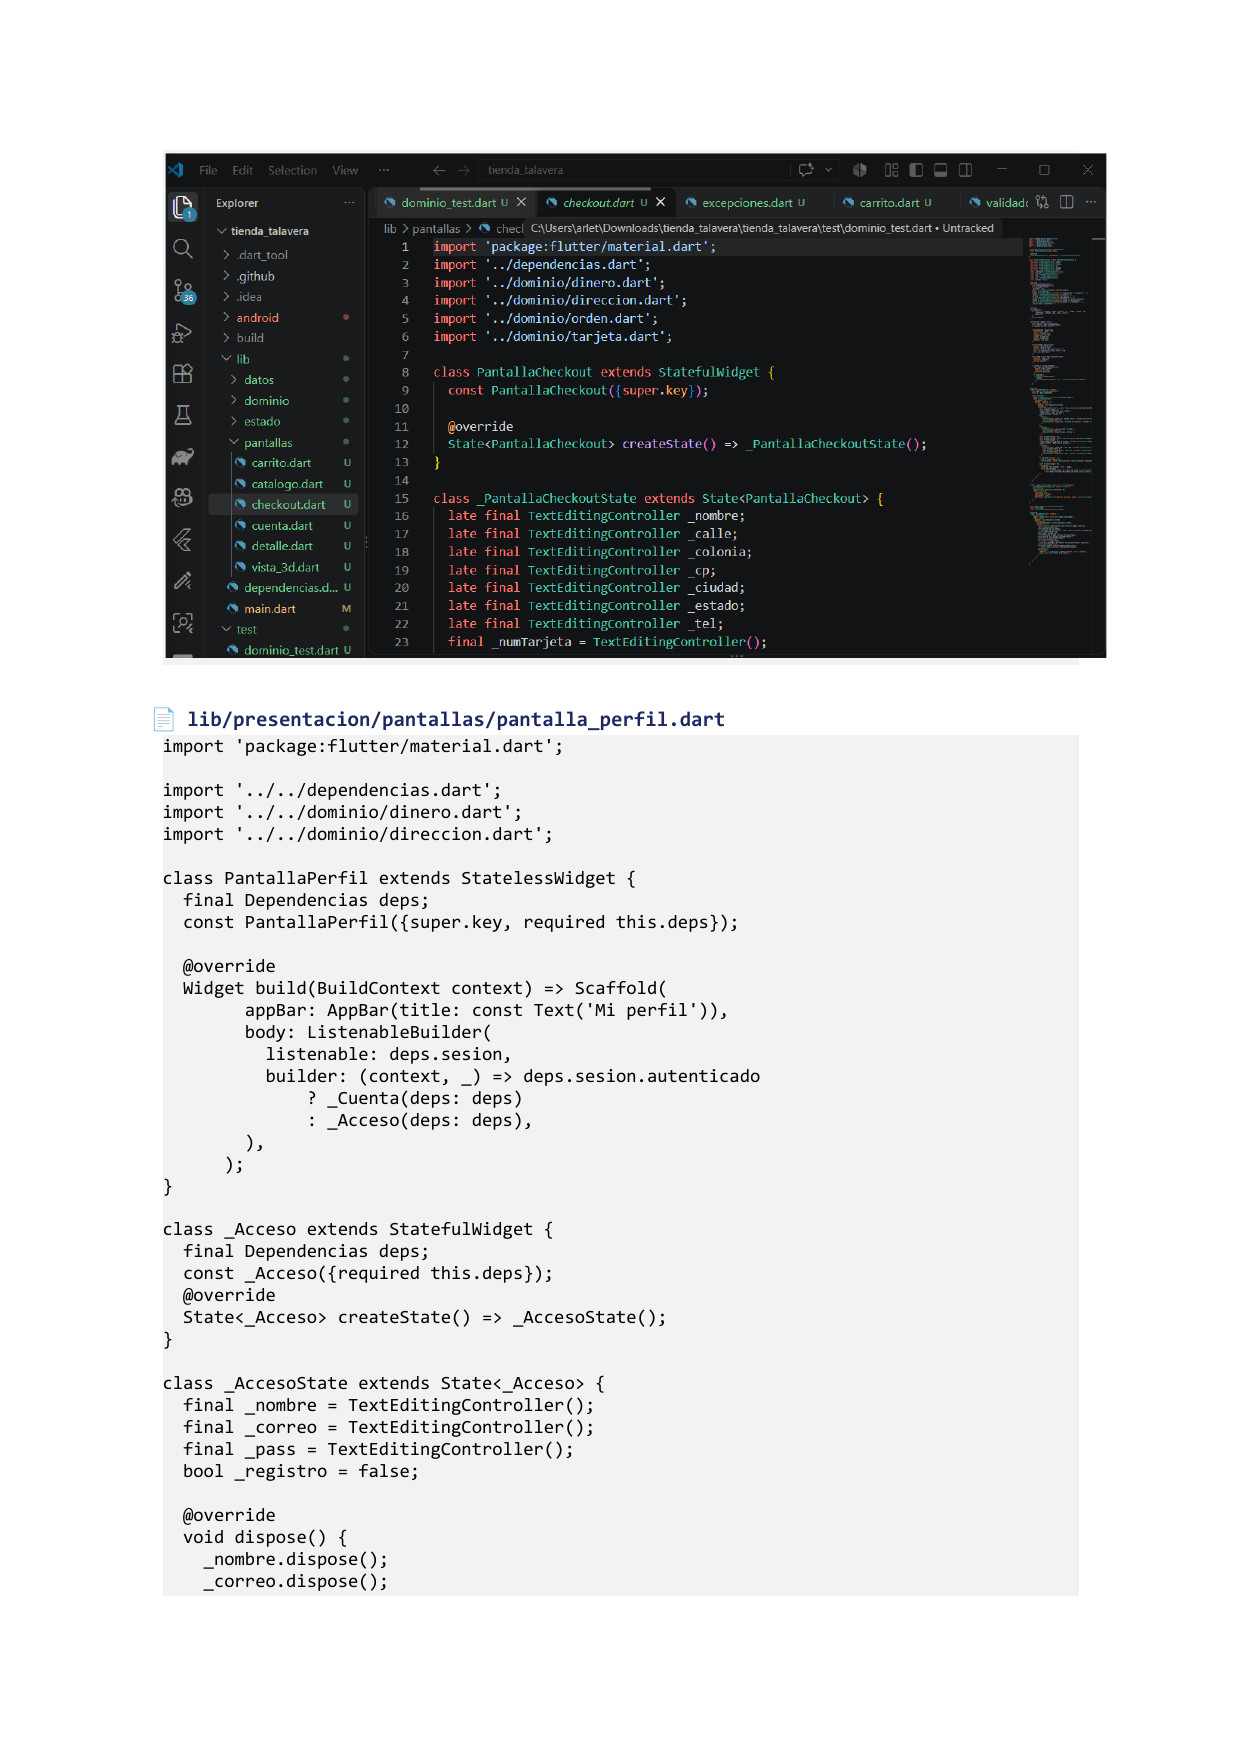 File Edit Selection View ··· tienda_talavera
Explorer ···
dominio_test.dart U
checkout.dart U
excepciones.dart U
carrito.dart U
validadc
tienda_talavera
.dart_tool
.github
.idea
android
build
lib
datos
dominio
estado
pantallas
carrito.dart U
catalogo.dart U
checkout.dart U
cuenta.dart U
detalle.dart U
vista_3d.dart U
dependencias.d... U
main.dart M
test
dominio_test.dart U
1
36
lib > pantallas > chec
C:\Users\arlet\Downloads\tienda_talavera\tienda_talavera\test\dominio_test.dart • Untracked
1 import 'package:flutter/material.dart';
2 import '../dependencias.dart';
3 import '../dominio/dinero.dart';
4 import '../dominio/direccion.dart';
5 import '../dominio/orden.dart';
6 import '../dominio/tarjeta.dart';
7
8 class PantallaCheckout extends StatefulWidget {
9 const PantallaCheckout({super.key});
10
11 @override
12 State<PantallaCheckout> createState() => _PantallaCheckoutState();
13 }
14
15 class _PantallaCheckoutState extends State<PantallaCheckout> {
16 late final TextEditingController _nombre;
17 late final TextEditingController _calle;
18 late final TextEditingController _colonia;
19 late final TextEditingController _cp;
20 late final TextEditingController _ciudad;
21 late final TextEditingController _estado;
22 late final TextEditingController _tel;
23 final _numTarjeta = TextEditingController();
lib/presentacion/pantallas/pantalla_perfil.dart
import 'package:flutter/material.dart';

import '../../dependencias.dart';
import '../../dominio/dinero.dart';
import '../../dominio/direccion.dart';

class PantallaPerfil extends StatelessWidget {
  final Dependencias deps;
  const PantallaPerfil({super.key, required this.deps});

  @override
  Widget build(BuildContext context) => Scaffold(
        appBar: AppBar(title: const Text('Mi perfil')),
        body: ListenableBuilder(
          listenable: deps.sesion,
          builder: (context, _) => deps.sesion.autenticado
              ? _Cuenta(deps: deps)
              : _Acceso(deps: deps),
        ),
      );
}

class _Acceso extends StatefulWidget {
  final Dependencias deps;
  const _Acceso({required this.deps});
  @override
  State<_Acceso> createState() => _AccesoState();
}

class _AccesoState extends State<_Acceso> {
  final _nombre = TextEditingController();
  final _correo = TextEditingController();
  final _pass = TextEditingController();
  bool _registro = false;

  @override
  void dispose() {
    _nombre.dispose();
    _correo.dispose();